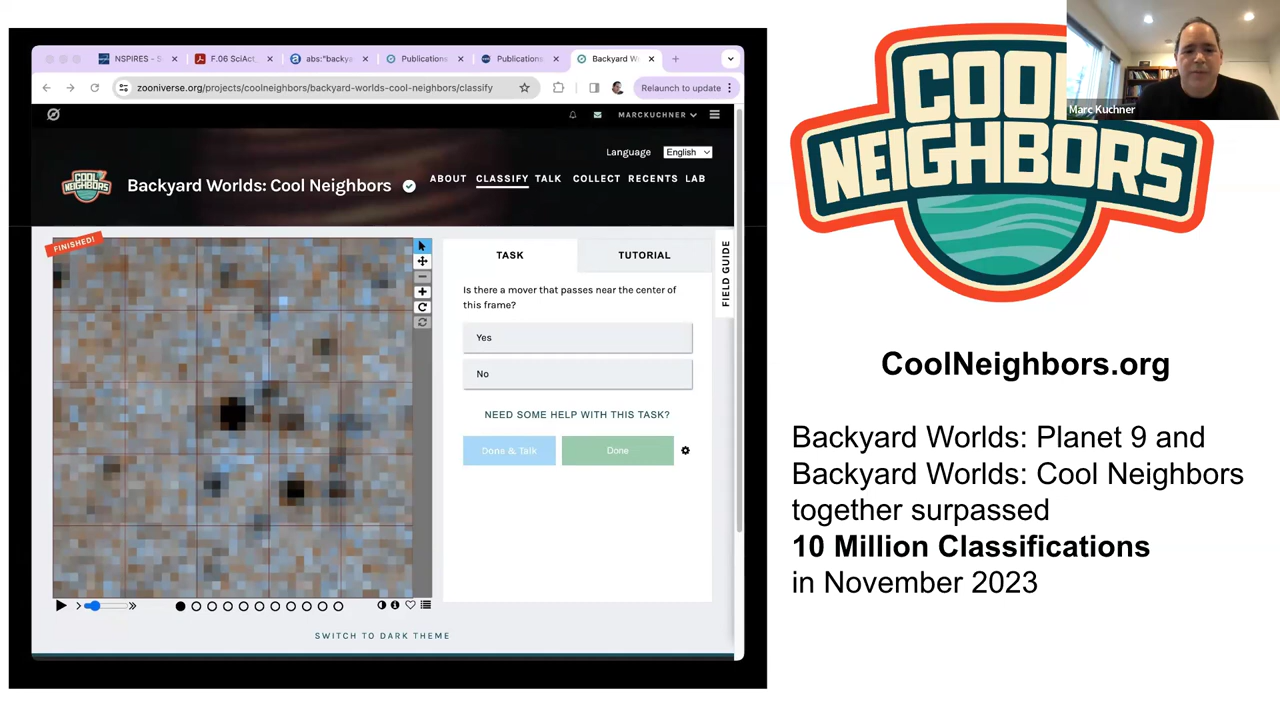 NSPIRES - S
F.06 SciAct_
abs:"backya
Publications
Publications
Backyard W
zooniverse.org/projects/coolneighbors/backyard-worlds-cool-neighbors/classify
Relaunch to update
MARCKUCHNER
Language
English
COOL NEIGHBORS
Backyard Worlds: Cool Neighbors
ABOUT CLASSIFY TALK COLLECT RECENTS LAB
FINISHED!
TASK
TUTORIAL
FIELD GUIDE
Is there a mover that passes near the center of
this frame?
Yes
No
NEED SOME HELP WITH THIS TASK?
Done & Talk
Done
SWITCH TO DARK THEME
COOL
NEIGHBORS
Marc Kuchner
CoolNeighbors.org
Backyard Worlds: Planet 9 and
Backyard Worlds: Cool Neighbors
together surpassed
10 Million Classifications
in November 2023